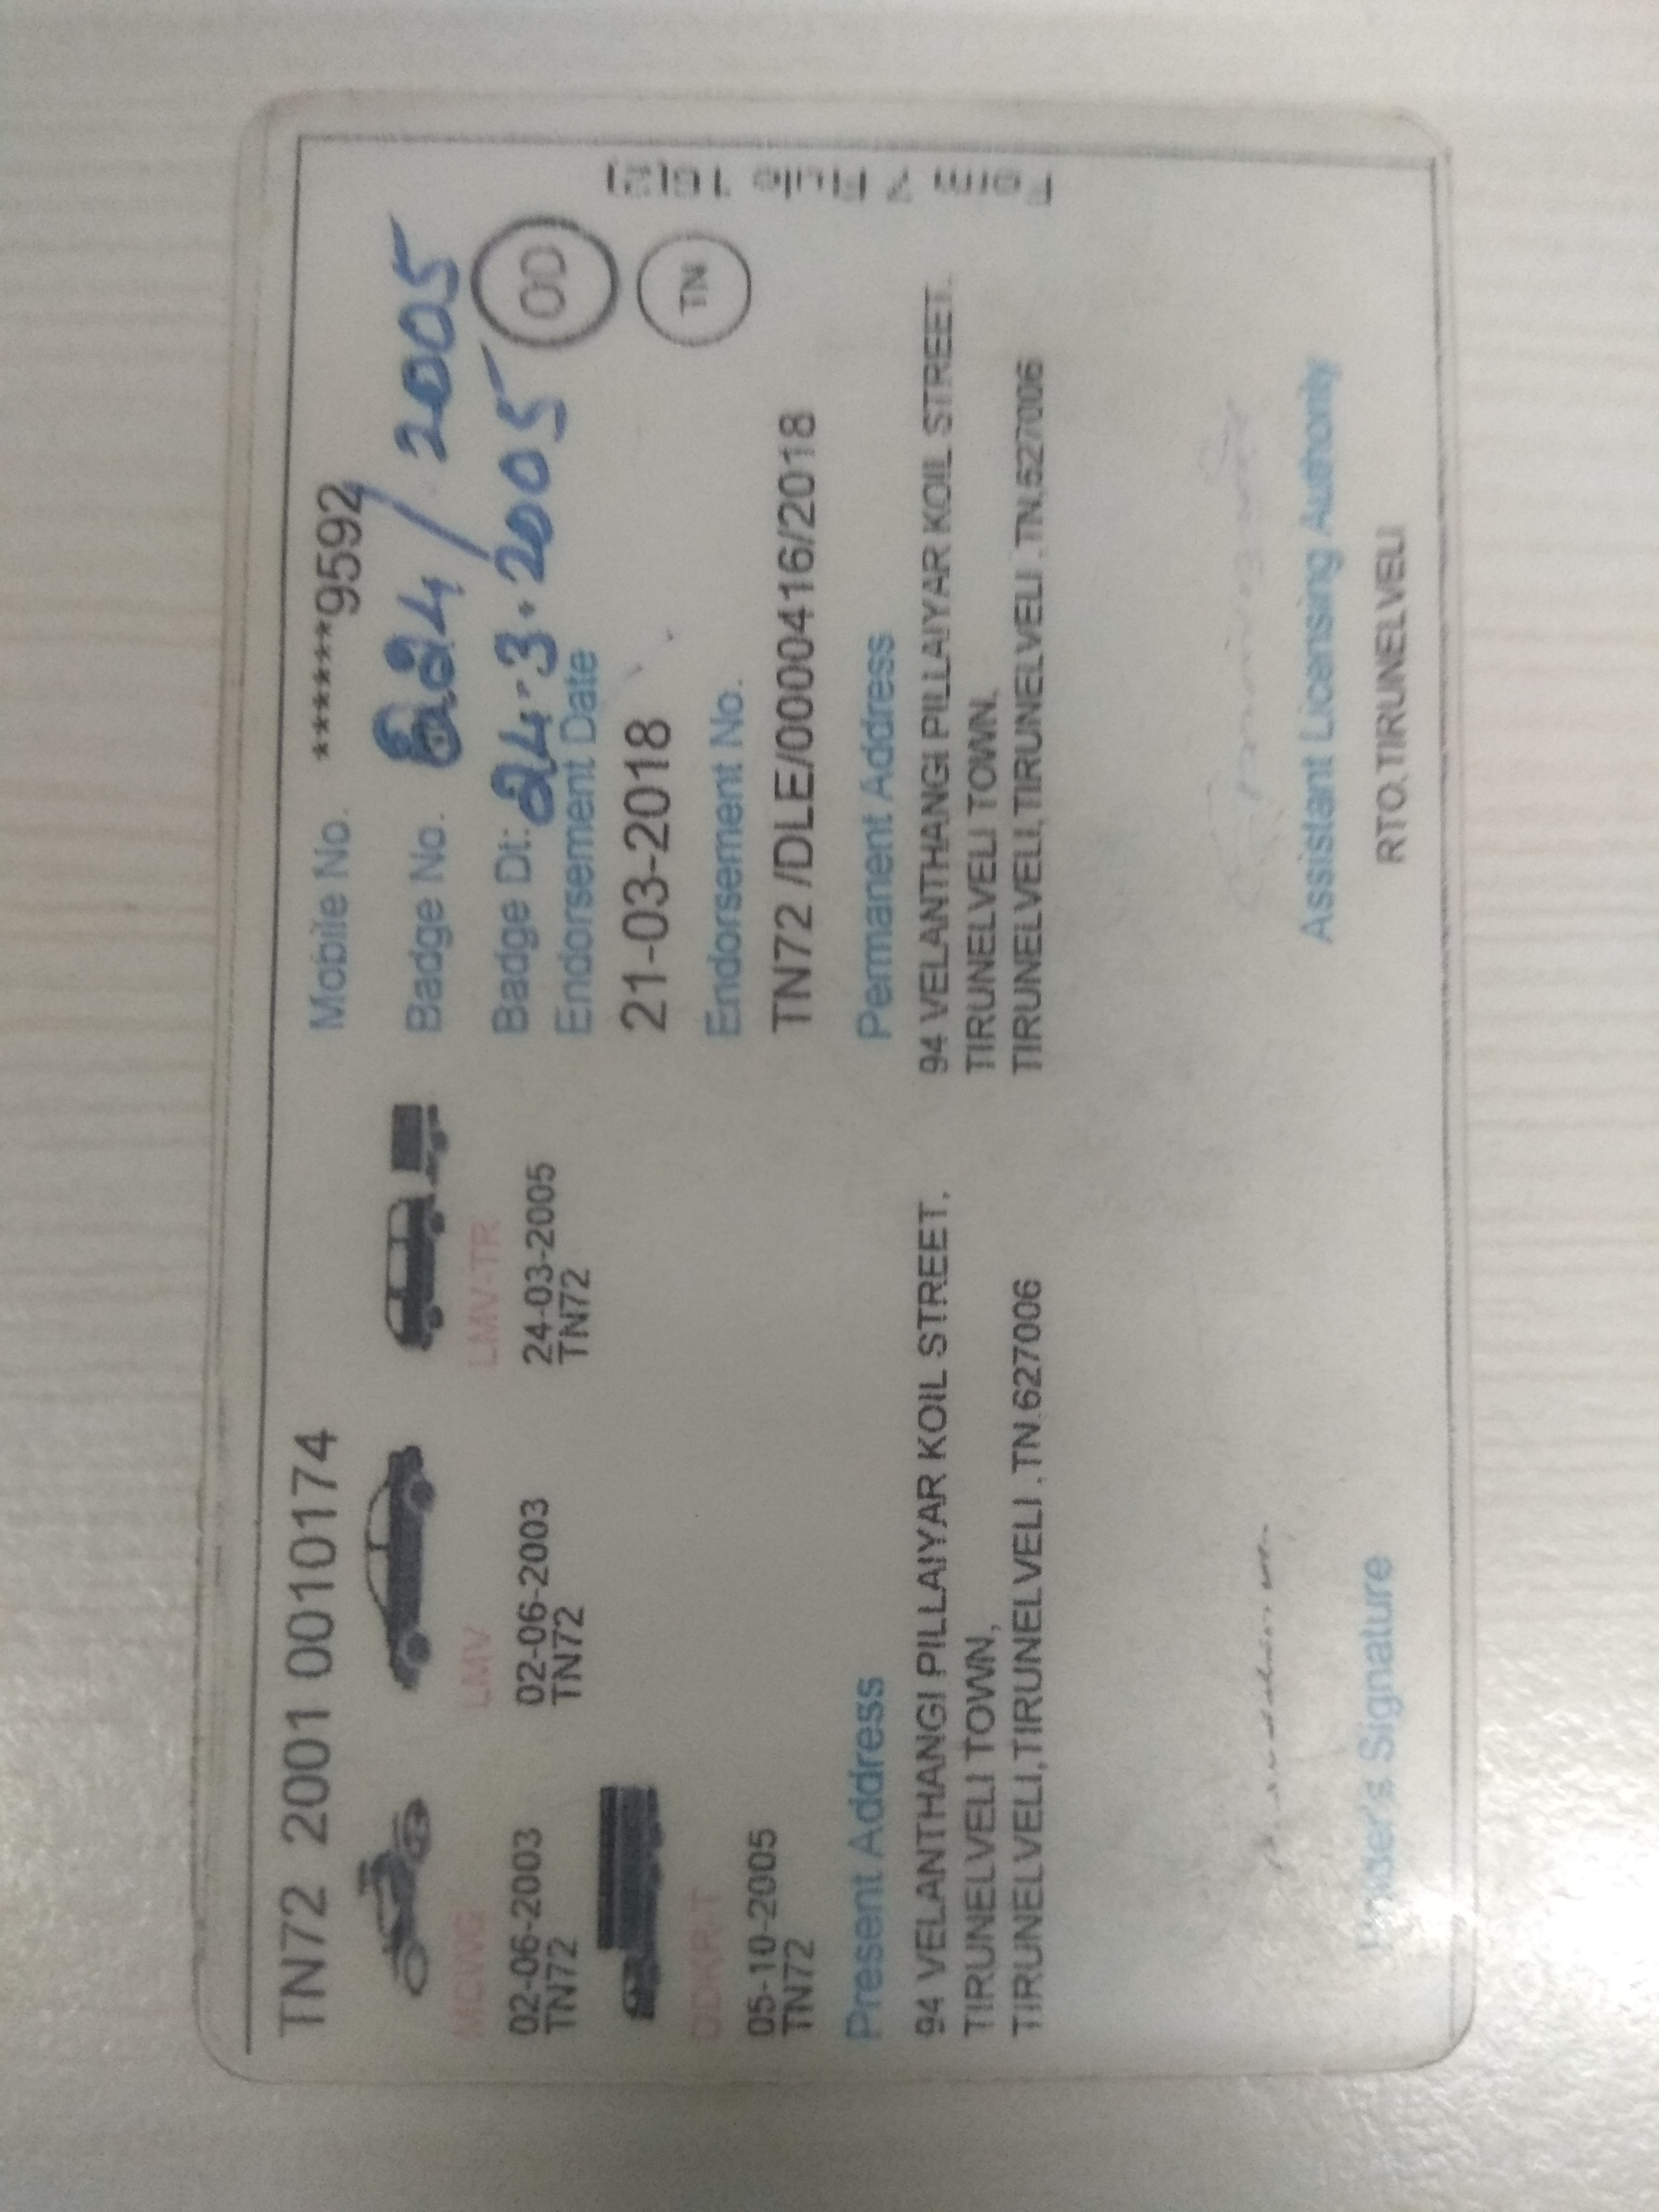 TN72 2001 0010174
Mobile No. *******9592
Badge No. 224/2005
MCWG
02-06-2003
TN72
LMV
02-06-2003
TN72
LMV-TR
24-03-2005
TN72
Badge Dt: 24.3.2005
OD
TN
Endorsement Date
21-03-2018
05-10-2005
TN72
Endorsement No.
TN72 /DLE/0000416/2018
Present Address
94 VELANTHANGI PILLAIYAR KOIL STREET,
TIRUNELVELI TOWN,
TIRUNELVELI,TIRUNELVELI .TN.627006
Permanent Address
94 VELANTHANGI PILLAIYAR KOIL STREET,
TIRUNELVELI TOWN,
TIRUNELVELI,TIRUNELVELI .TN.627006
Holder's Signature
Assistant Licensing Authority
RTO,TIRUNELVELI
Form 7 Rule 16(2)